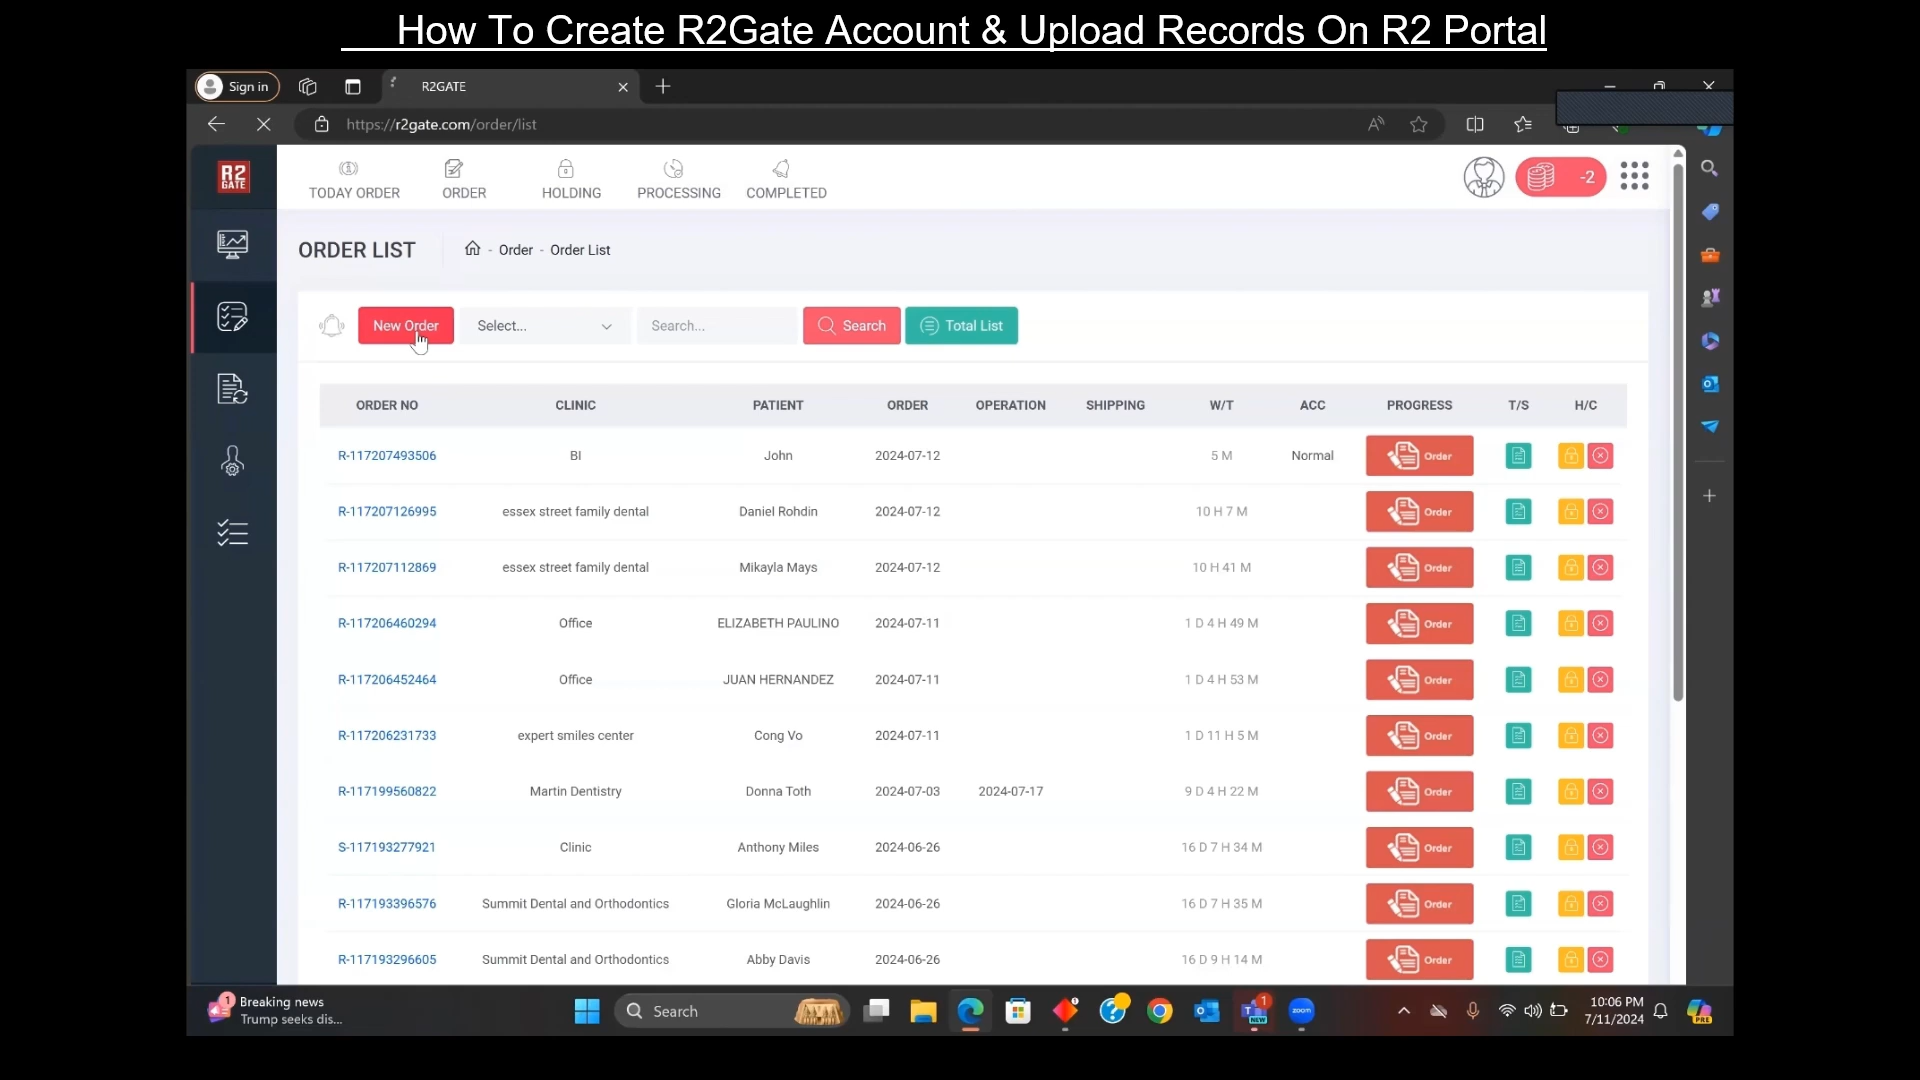 How To Create R2Gate Account & Upload Records On R2 Portal
Sign in
R2GATE
https://r2gate.com/order/list
R2
GATE
TODAY ORDER
ORDER
HOLDING
PROCESSING
COMPLETED
-2
ORDER LIST
- Order - Order List
New Order
Select...
Search...
Search
Total List
ORDER NO CLINIC PATIENT ORDER OPERATION SHIPPING W/T ACC PROGRESS T/S H/C
R-117207493506 BI John 2024-07-12 5 M Normal Order
R-117207126995 essex street family dental Daniel Rohdin 2024-07-12 10 H 7 M Order
R-117207112869 essex street family dental Mikayla Mays 2024-07-12 10 H 41 M Order
R-117206460294 Office ELIZABETH PAULINO 2024-07-11 1 D 4 H 49 M Order
R-117206452464 Office JUAN HERNANDEZ 2024-07-11 1 D 4 H 53 M Order
R-117206231733 expert smiles center Cong Vo 2024-07-11 1 D 11 H 5 M Order
R-117199560822 Martin Dentistry Donna Toth 2024-07-03 2024-07-17 9 D 4 H 22 M Order
S-117193277921 Clinic Anthony Miles 2024-06-26 16 D 7 H 34 M Order
R-117193396576 Summit Dental and Orthodontics Gloria McLaughlin 2024-06-26 16 D 7 H 35 M Order
R-117193296605 Summit Dental and Orthodontics Abby Davis 2024-06-26 16 D 9 H 14 M Order
1
Breaking news
Trump seeks dis...
Search
1
NEW
zoom
10:06 PM
7/11/2024
PRE